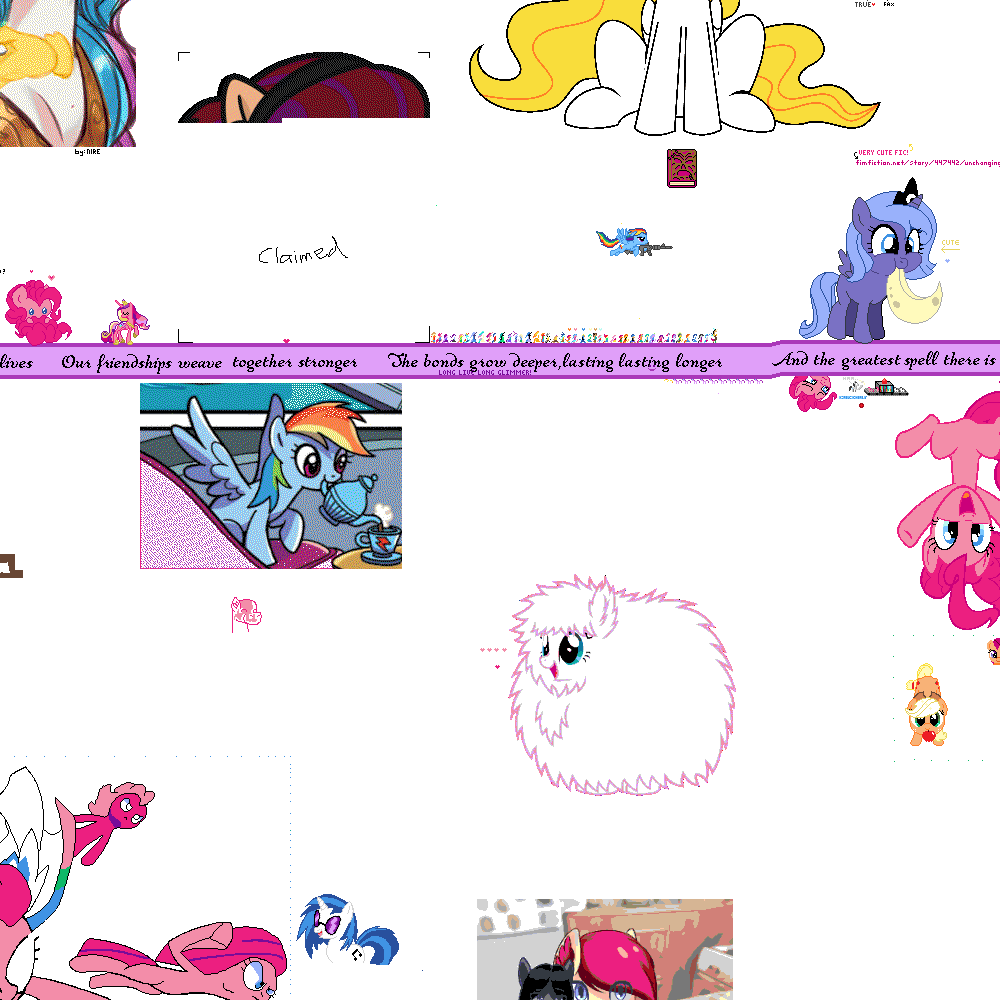 TRUE♥ FAX
by:NIRE
VERY CUTE FIC!
fimfiction.net/story/447442/unchanging
Claimed
CUTE
lives Our friendships weave together stronger The bonds grow deeper,lasting lasting longer And the greatest spell there is
LONG LIVE LONG GLIMMER!